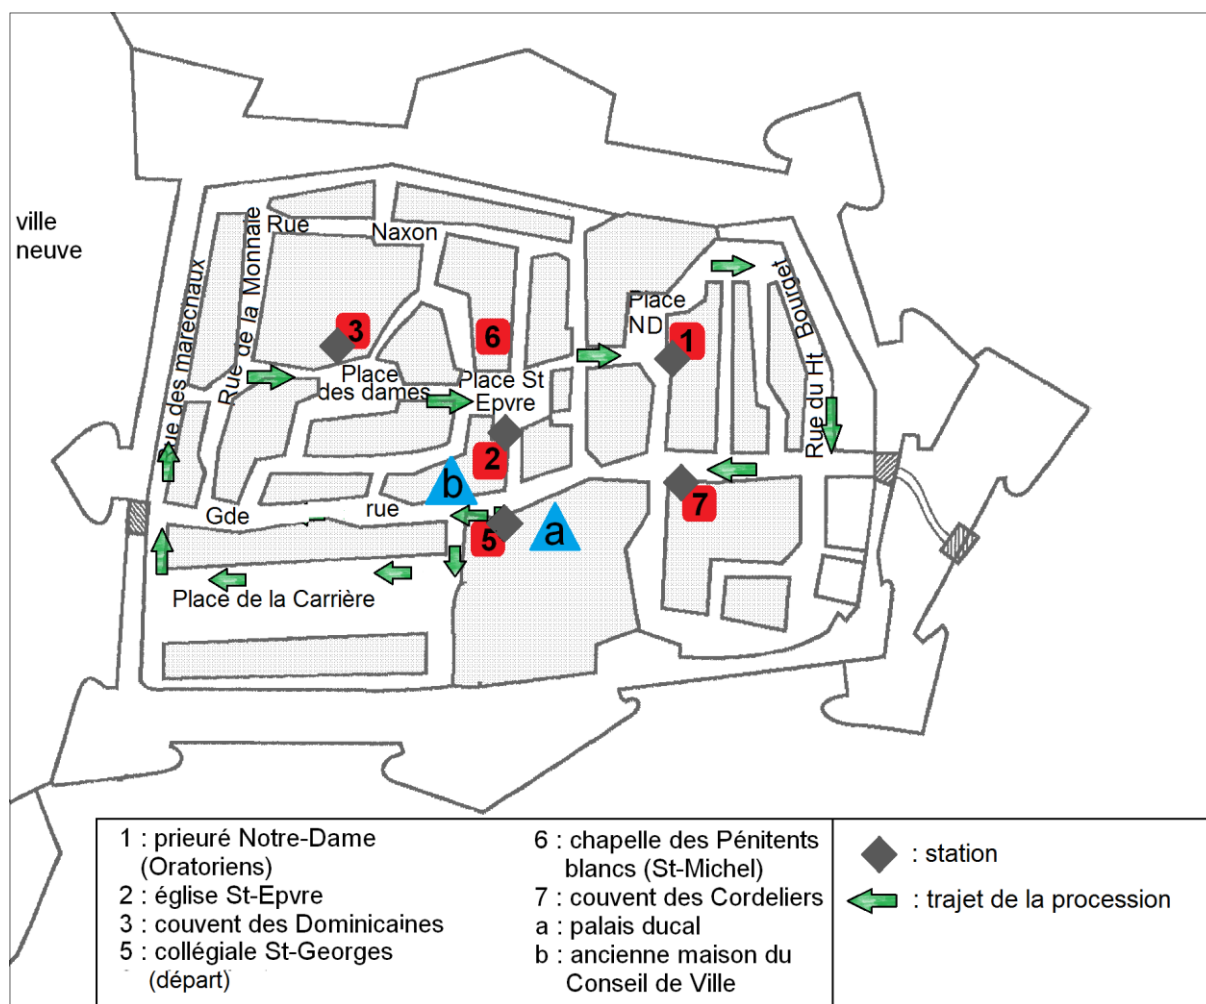 ville
neuve
Rue
Naxon
Rue de la Monnaie
Rue des marechaux
3
6
Place
ND
1
Bourget
Rue du Ht
Place
des dames
Place St
Epvre
2
b
7
Gde
rue
5
a
Place de la Carrière
1 : prieuré Notre-Dame
(Oratoriens)
2 : église St-Epvre
3 : couvent des Dominicaines
5 : collégiale St-Georges
(départ)
6 : chapelle des Pénitents
blancs (St-Michel)
7 : couvent des Cordeliers
a : palais ducal
b : ancienne maison du
Conseil de Ville
: station
: trajet de la procession